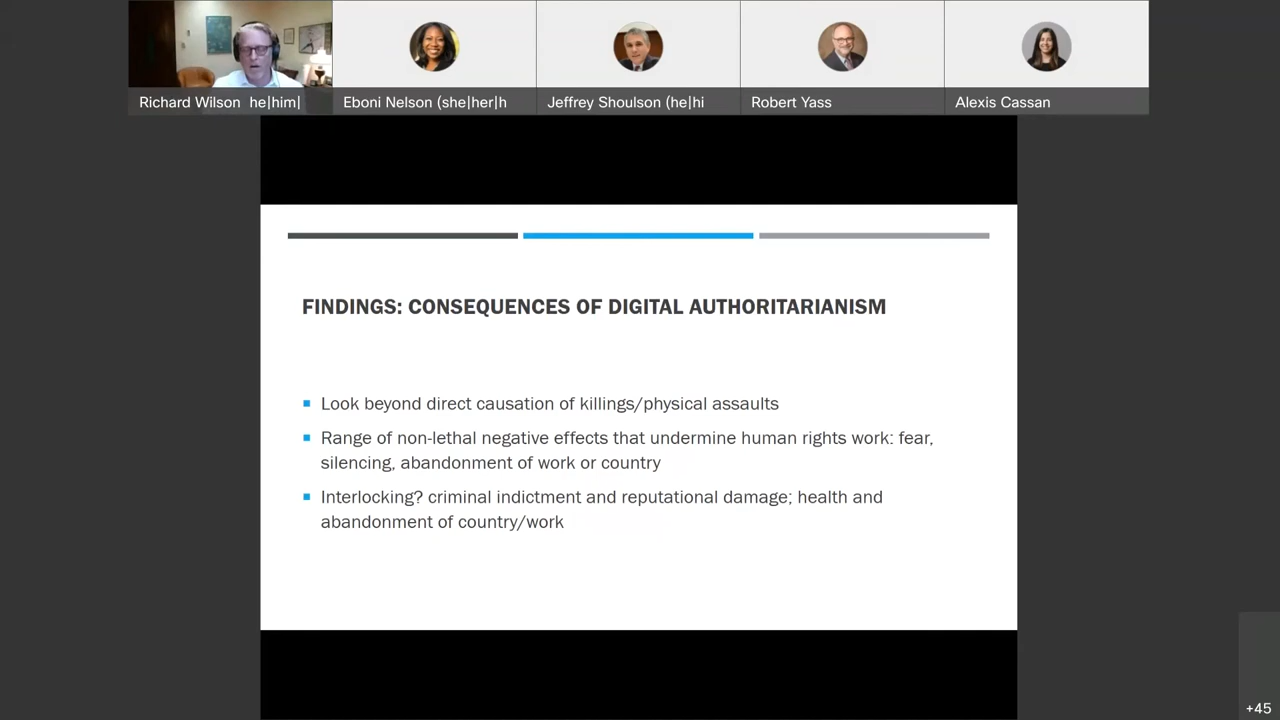 Richard Wilson he|him|
Eboni Nelson (she|her|h
Jeffrey Shoulson (he|hi
Robert Yass
Alexis Cassan
FINDINGS: CONSEQUENCES OF DIGITAL AUTHORITARIANISM
Look beyond direct causation of killings/physical assaults
Range of non-lethal negative effects that undermine human rights work: fear,
silencing, abandonment of work or country
Interlocking? criminal indictment and reputational damage; health and
abandonment of country/work
+45